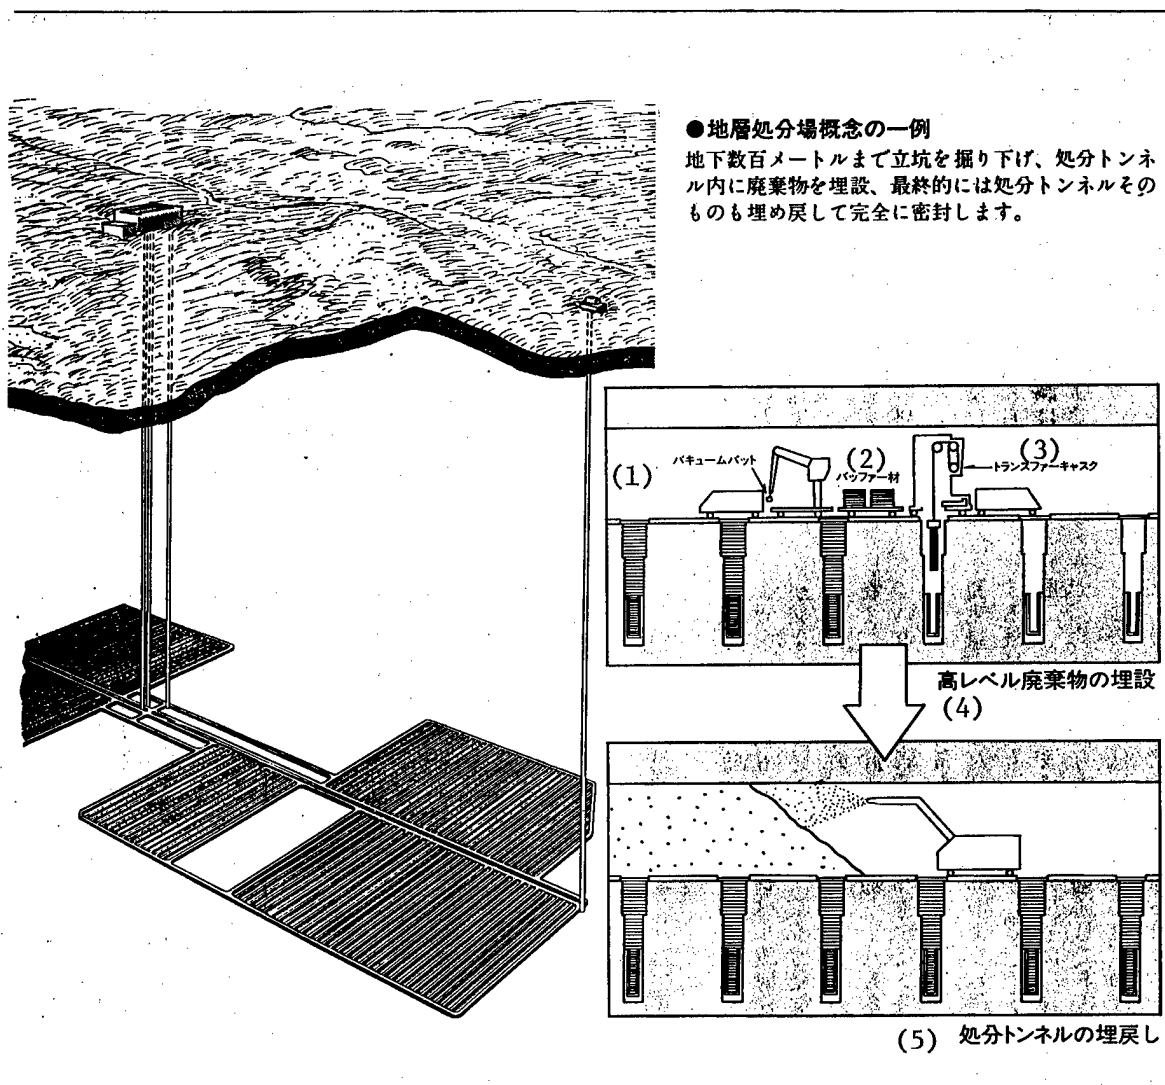 ●地層処分場概念の一例
地下数百メートルまで立坑を掘り下げ、処分トンネ
ル内に廃棄物を埋設、最終的には処分トンネルその
ものも埋め戻して完全に密封します。
(1)
バキュームパット
(2)
バッファー材
(3)
トランスファーキャスク
高レベル廃棄物の埋設
(4)
(5) 処分トンネルの埋戻し